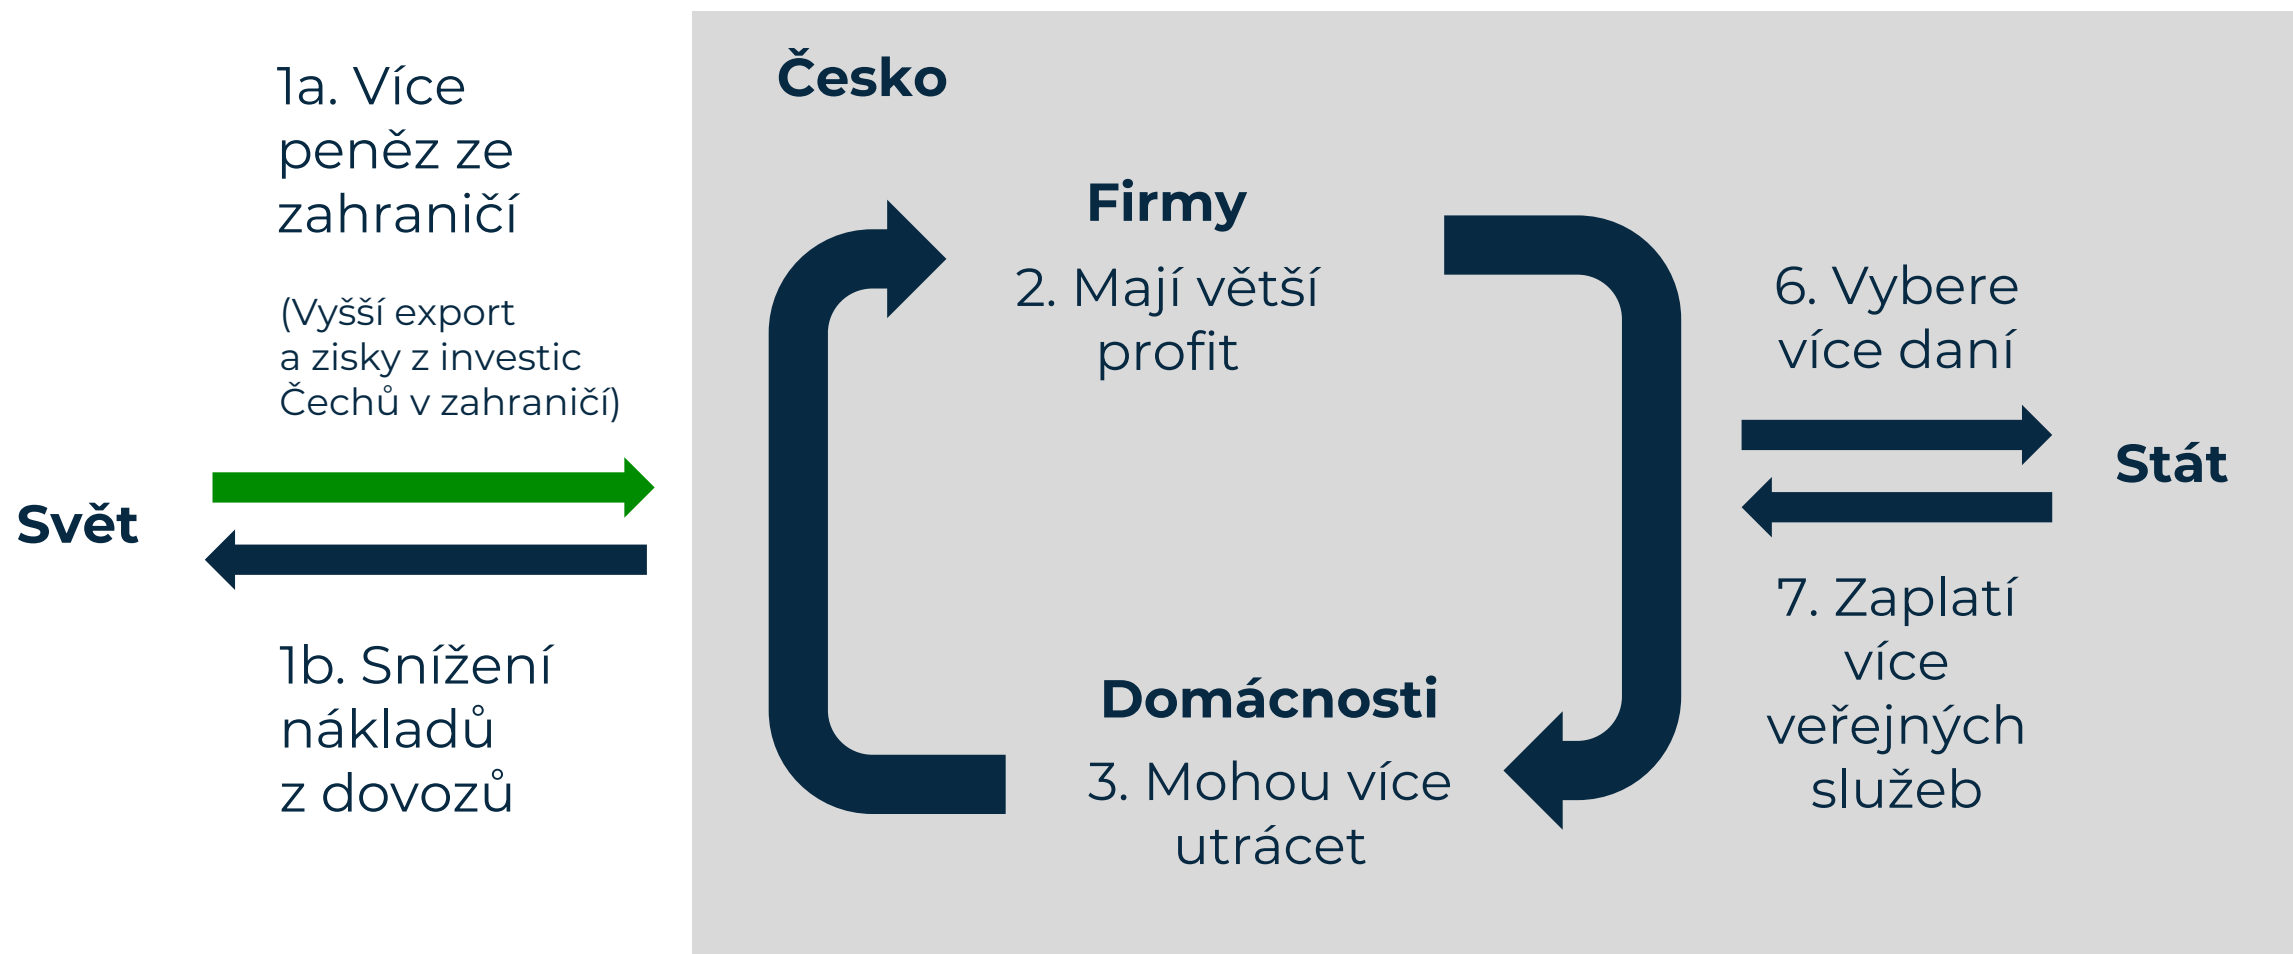 1a. Více
peněz ze
zahraničí
(Vyšší export
a zisky z investic
Čechů v zahraničí)
Svět
1b. Snížení
nákladů
z dovozů
Česko
Firmy
2. Mají větší
profit
Domácnosti
3. Mohou více
utrácet
6. Vybere
více daní
Stát
7. Zaplatí
více
veřejných
služeb